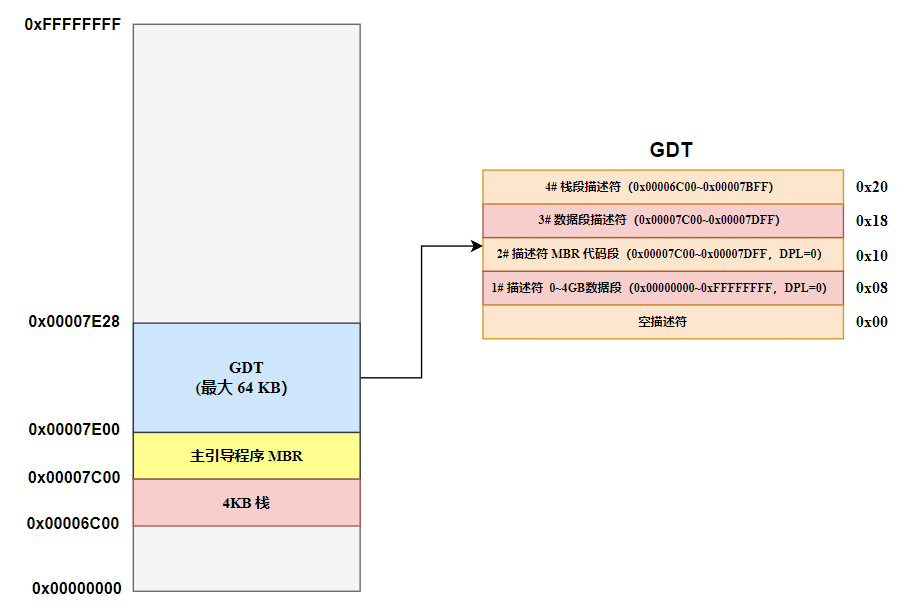 0xFFFFFFFF
GDT
4# 栈段描述符（0x00006C00~0x00007BFF）
0x20
3# 数据段描述符（0x00007C00~0x00007DFF）
0x18
2# 描述符 MBR 代码段（0x00007C00~0x00007DFF，DPL=0）
0x10
1# 描述符 0~4GB数据段（0x00000000~0xFFFFFFFF，DPL=0）
0x08
空描述符
0x00
0x00007E28
GDT
(最大 64 KB）
0x00007E00
主引导程序 MBR
0x00007C00
4KB 栈
0x00006C00
0x00000000